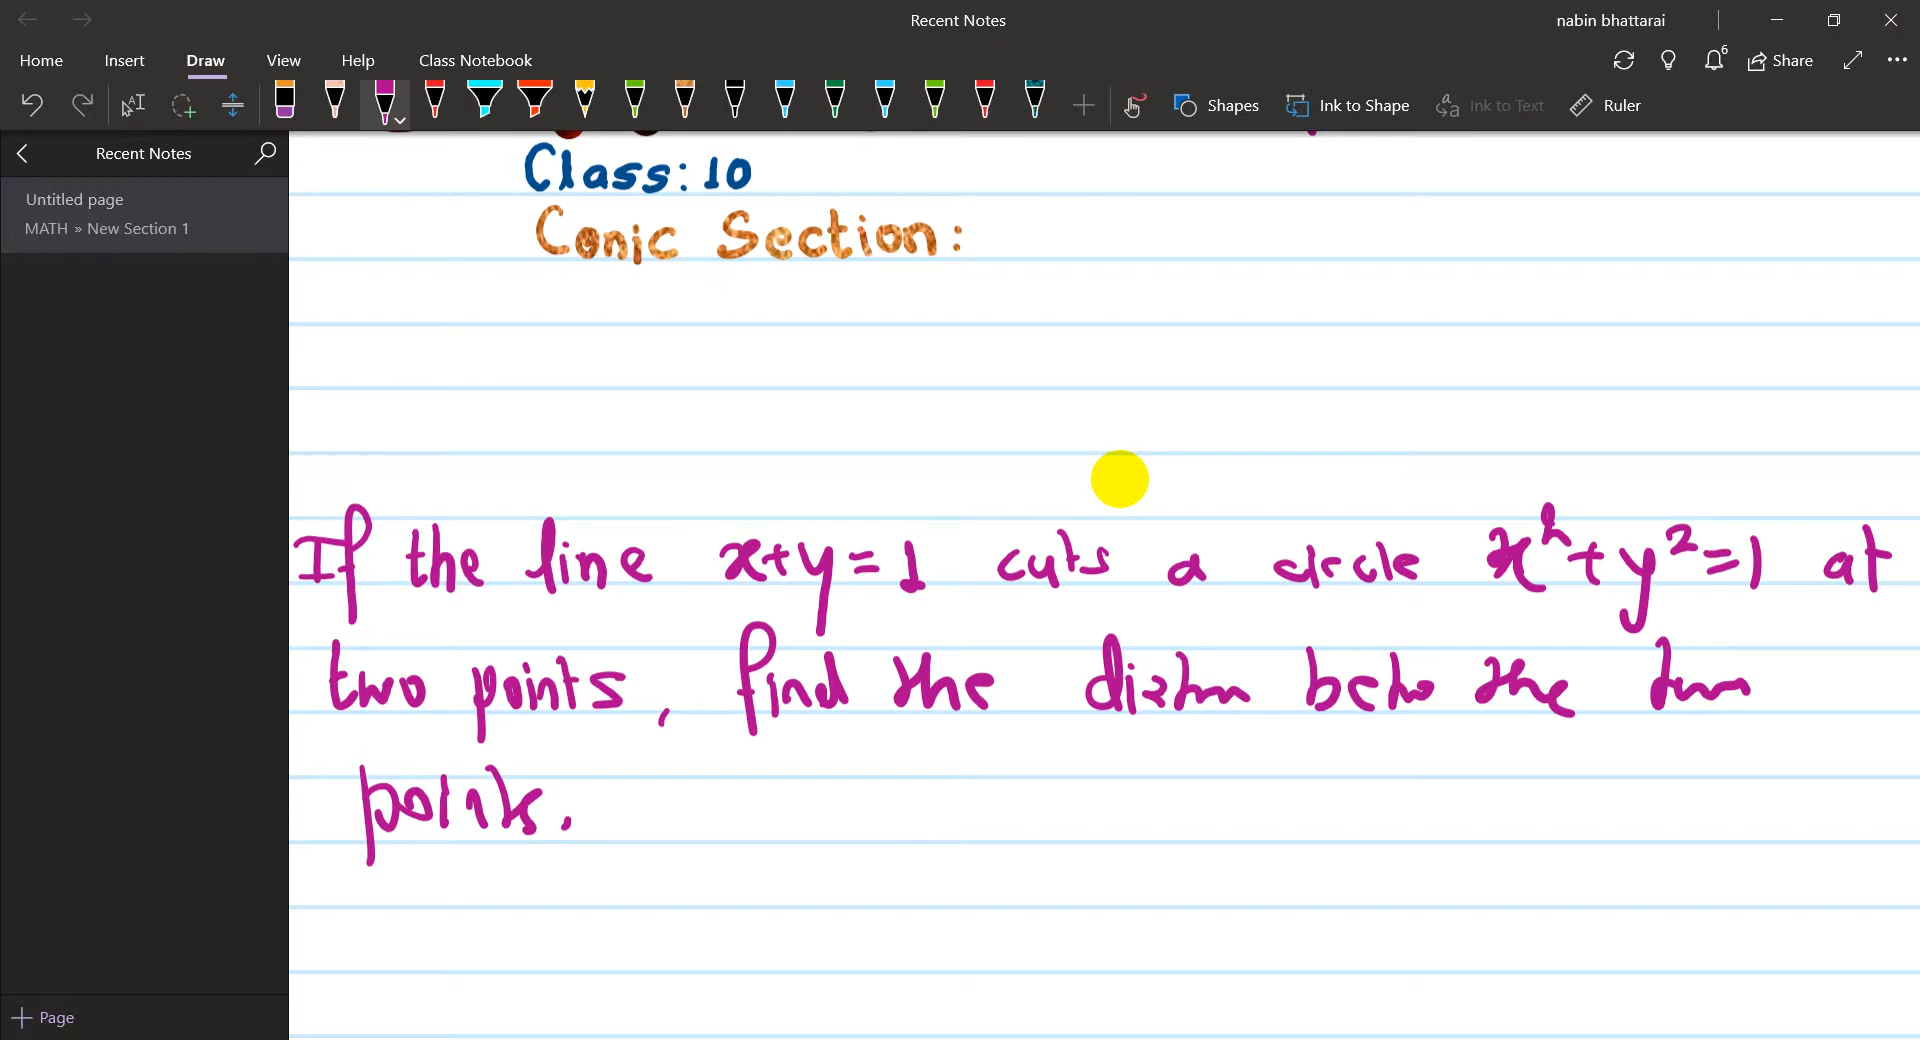 Recent Notes
nabin bhattarai
Home Insert Draw View Help Class Notebook
6
Share
Shapes Ink to Shape Ink to Text Ruler
Recent Notes
Untitled page
MATH » New Section 1
Class: 10
Conic Section:
If the line x+y=1 cuts a circle x²+y²=1 at
two points, find the the
points.
+ Page